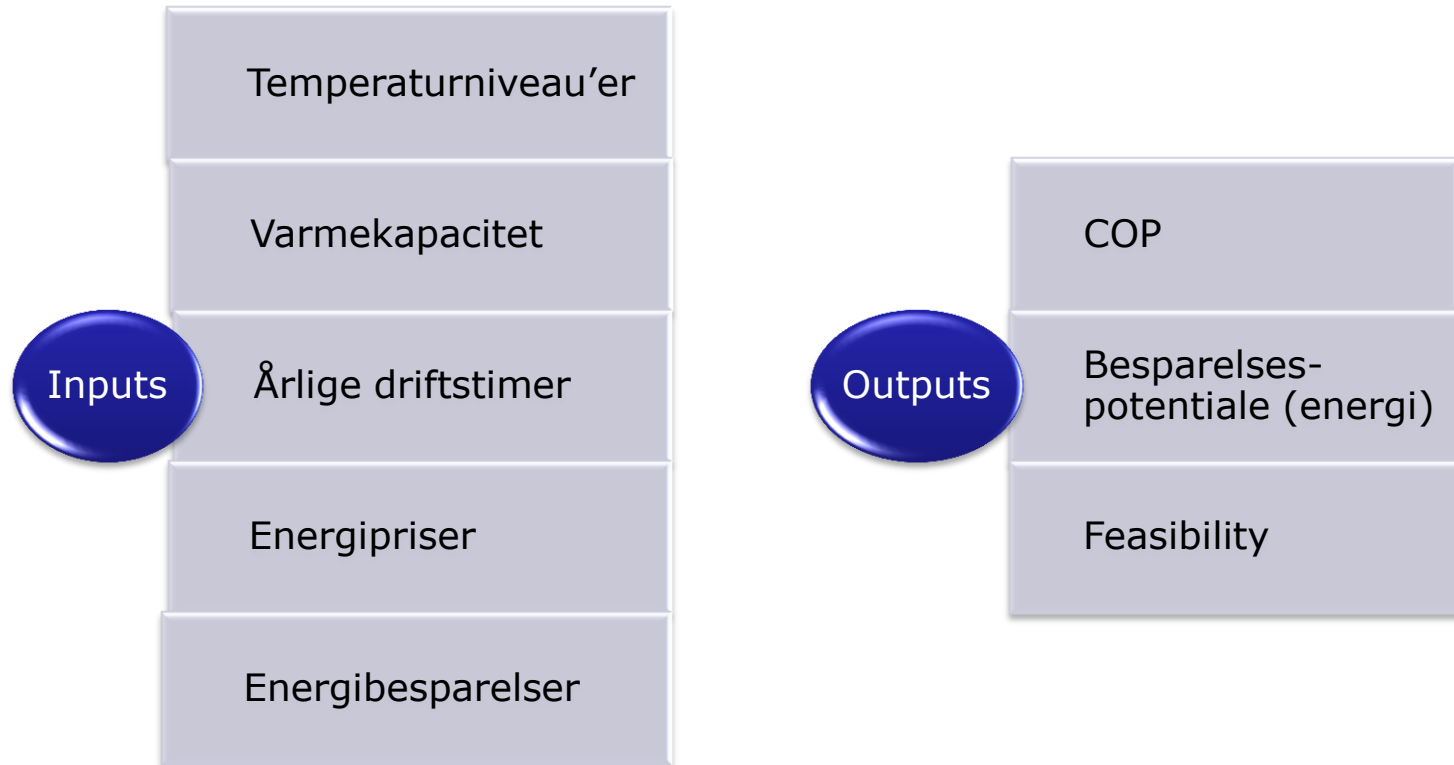 Inputs
Temperaturniveau’er
Varmekapacitet
Årlige driftstimer
Energipriser
Energibesparelser
Outputs
COP
Besparelses-
potentiale (energi)
Feasibility